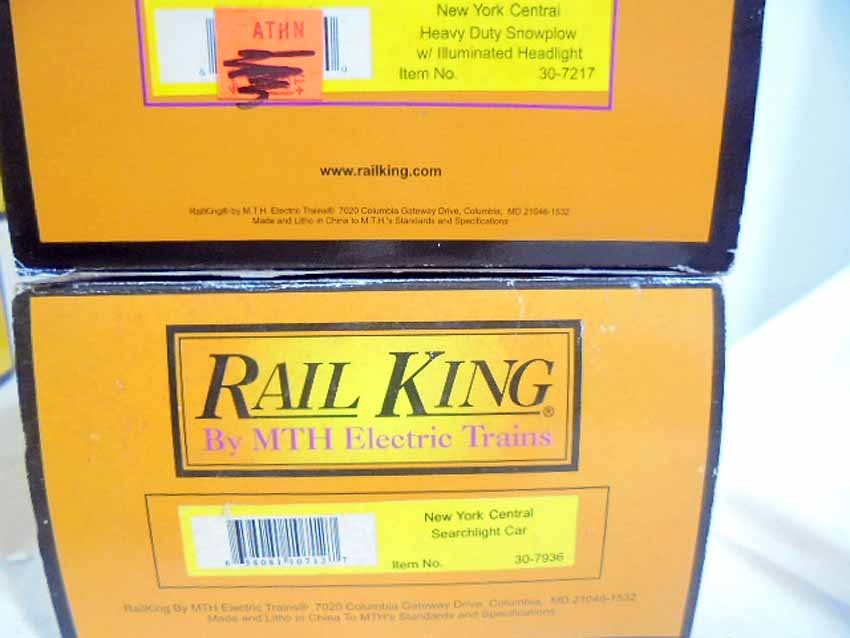 ATHN
6 0
New York Central
Heavy Duty Snowplow
w/ Illuminated Headlight
Item No. 30-7217
www.railking.com
RailKing® by M.T.H. Electric Trains® 7020 Columbia Gateway Drive, Columbia, MD 21046-1532
Made and Litho in China to M.T.H.'s Standards and Specifications
RAIL KING®
By MTH Electric Trains
New York Central
Searchlight Car
Item No. 30-7936
RailKing By MTH Electric Trains® 7020 Columbia Gateway Drive, Columbia, MD 21046-1532
Made and Litho in China To MTH's Standards and Specifications